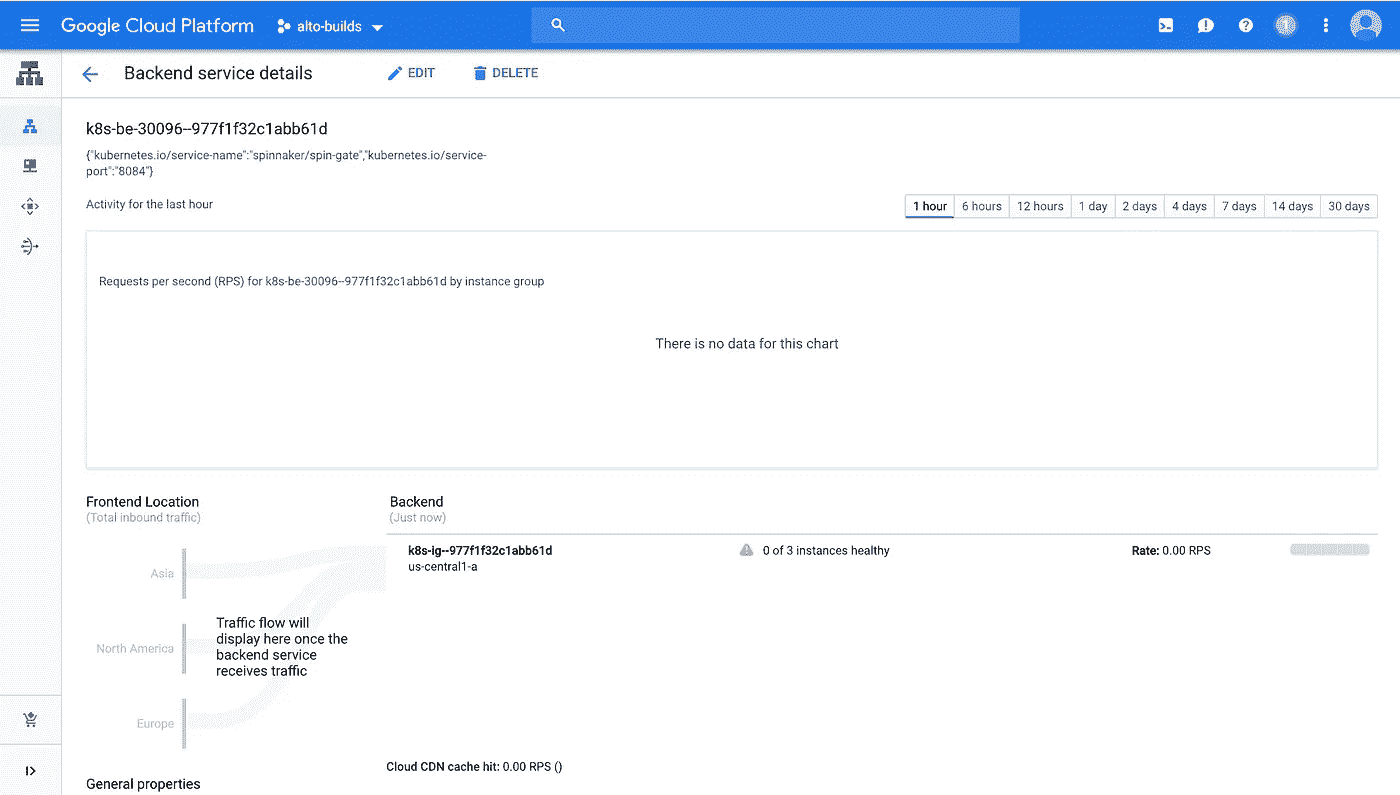 Google Cloud Platform
alto-builds
1
Backend service details
EDIT
DELETE
k8s-be-30096--977f1f32c1abb61d
{"kubernetes.io/service-name":"spinnaker/spin-gate","kubernetes.io/service-
port":"8084"}
Activity for the last hour
1 hour
6 hours
12 hours
1 day
2 days
4 days
7 days
14 days
30 days
Requests per second (RPS) for k8s-be-30096--977f1f32c1abb61d by instance group
There is no data for this chart
Frontend Location
(Total inbound traffic)
Asia
North America
Europe
Traffic flow will
display here once the
backend service
receives traffic
Backend
(Just now)
k8s-ig--977f1f32c1abb61d
us-central1-a
0 of 3 instances healthy
Rate: 0.00 RPS
Cloud CDN cache hit: 0.00 RPS ()
General properties